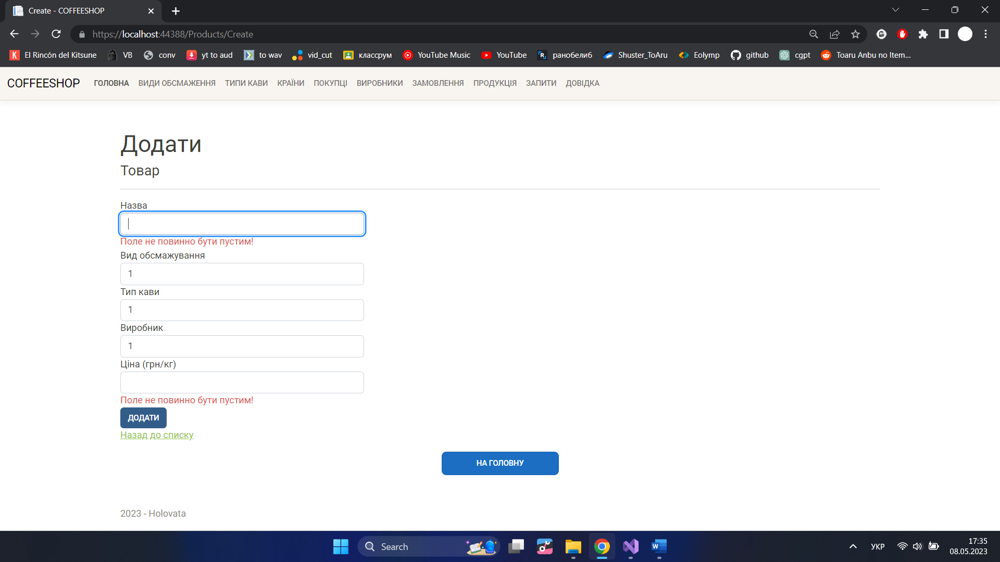 Create - COFFEESHOP
https://localhost:44388/Products/Create
El Rincón del Kitsune VB conv yt to aud to wav vid_cut классрум YouTube Music YouTube ранобелиб Shuster_ToAru Eolymp github cgpt Toaru Anbu no Item...
COFFEESHOP ГОЛОВНА ВИДИ ОБСМАЖЕННЯ ТИПИ КАВИ КРАЇНИ ПОКУПЦІ ВИРОБНИКИ ЗАМОВЛЕННЯ ПРОДУКЦІЯ ЗАПИТИ ДОВІДКА
Додати
Товар
Назва
Поле не повинно бути пустим!
Вид обсмажування
1
Тип кави
1
Виробник
1
Ціна (грн/кг)
Поле не повинно бути пустим!
ДОДАТИ
Назад до списку
НА ГОЛОВНУ
2023 - Holovata
Search
УКР
17:35
08.05.2023